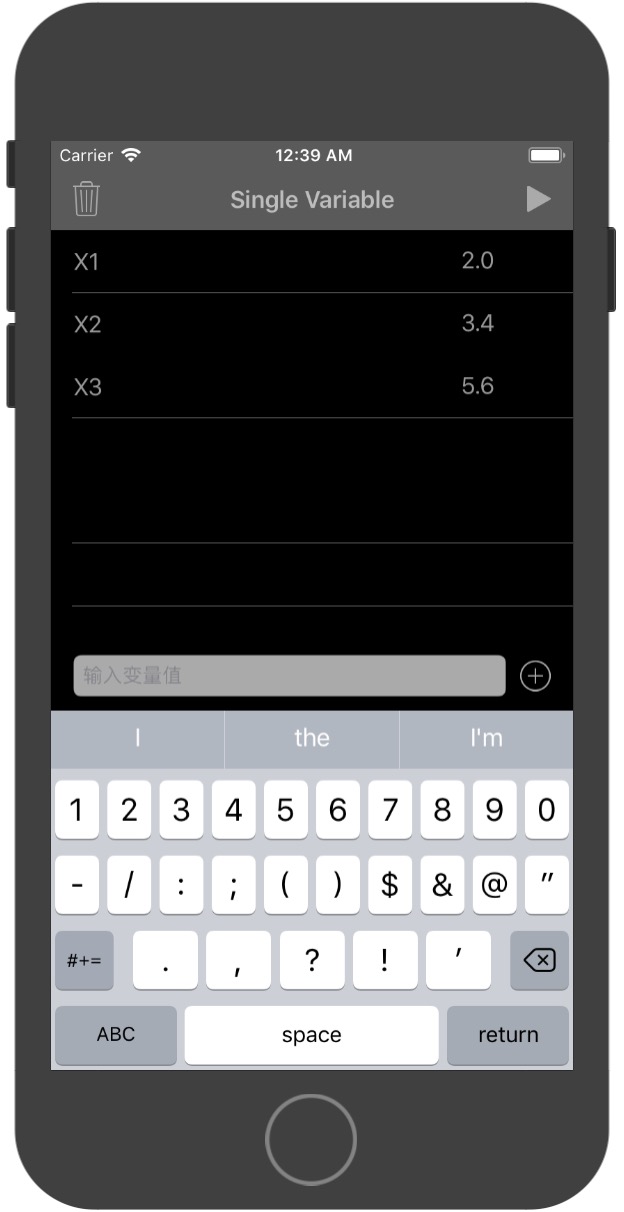 Carrier 12:39 AM
Single Variable
X1 2.0
X2 3.4
X3 5.6
输入变量值
I the I'm
1 2 3 4 5 6 7 8 9 0
- / : ; ( ) $ & @ "
#+= . , ? ! '
ABC space return